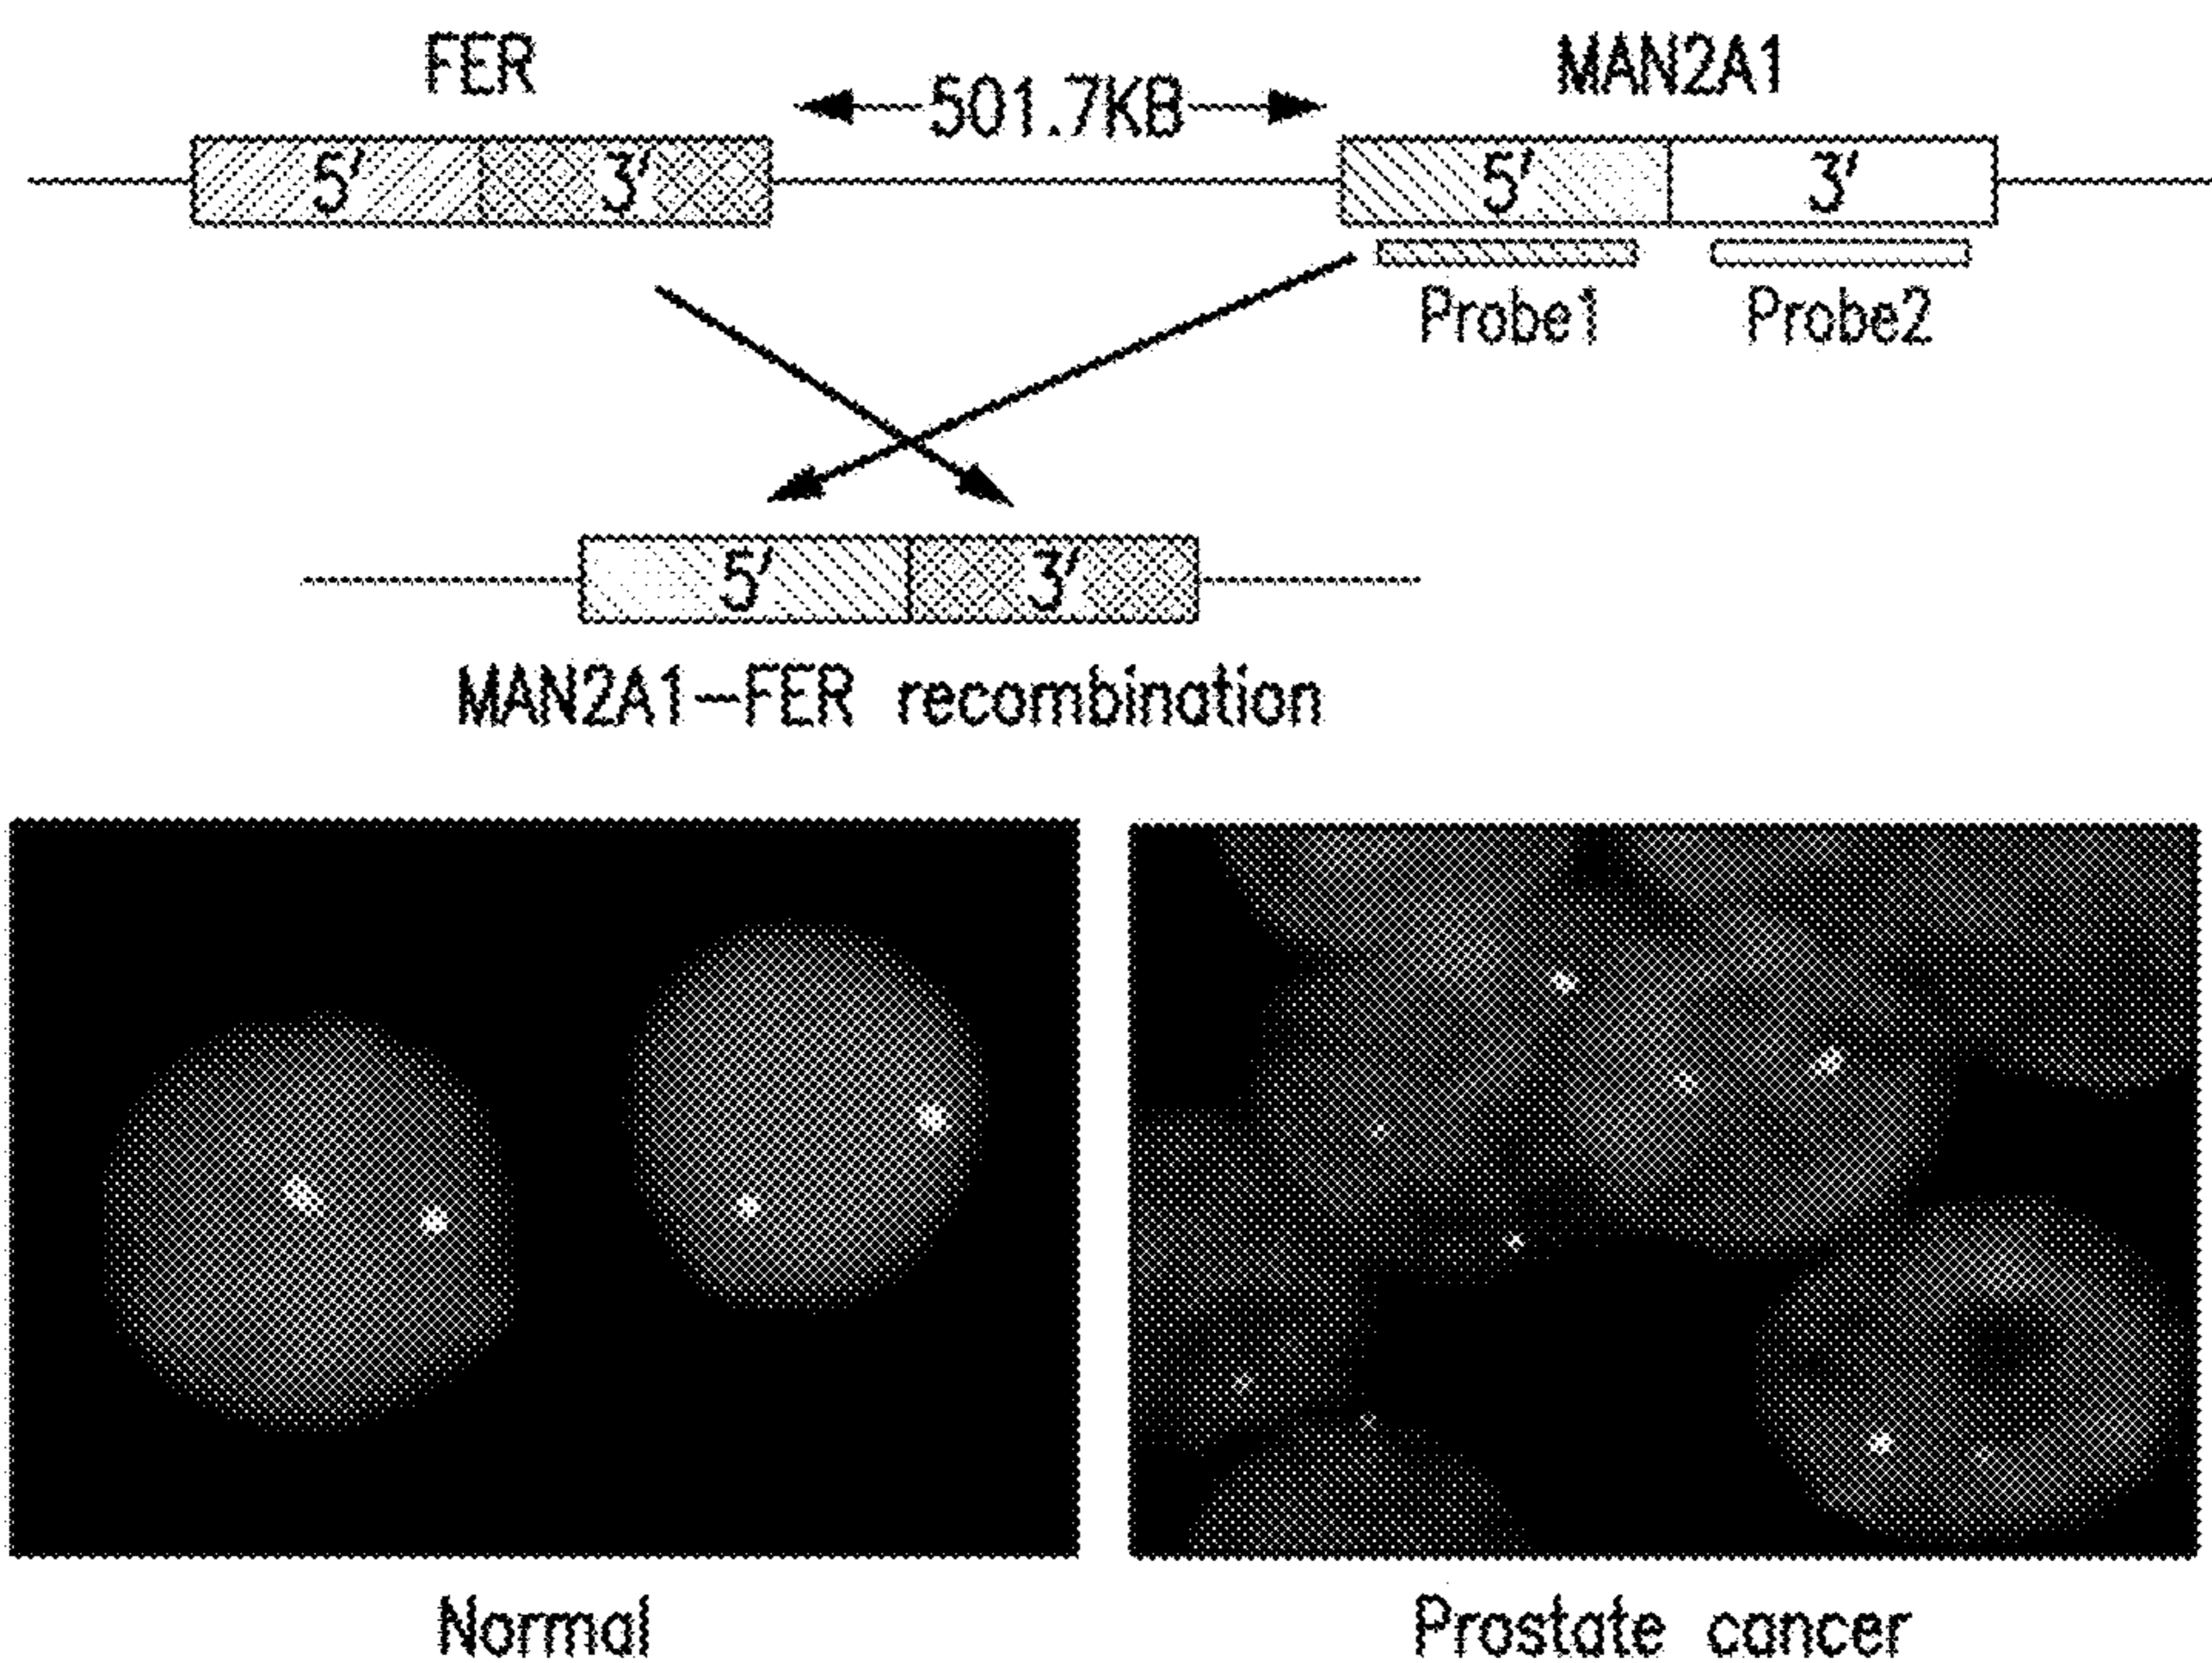 FER
501.7KB
MAN2A1
5' 3'
5' 3'
Probe1 Probe2
5' 3'
MAN2A1-FER recombination
Normal
Prostate cancer